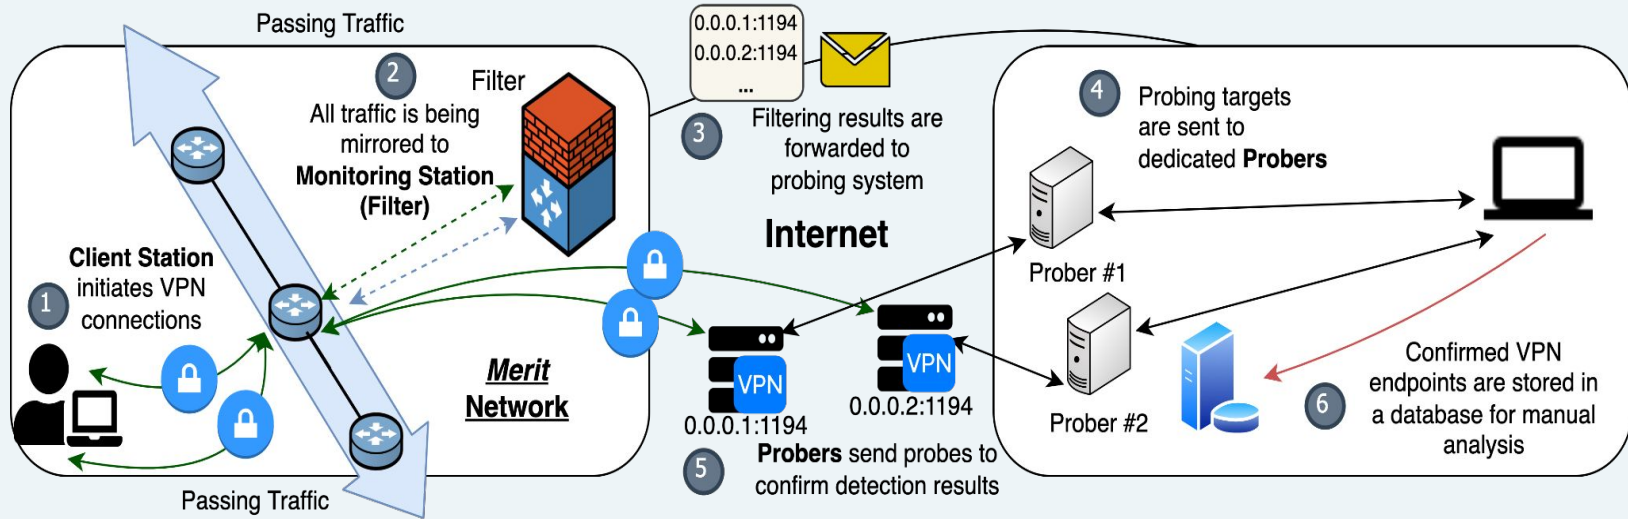 Passing Traffic
2
Filter
All traffic is being
mirrored to
Monitoring Station
(Filter)
1
Client Station
initiates VPN
connections
Merit
Network
Passing Traffic
0.0.0.1:1194
0.0.0.2:1194
...
3
Filtering results are
forwarded to
probing system
Internet
VPN
0.0.0.1:1194
VPN
0.0.0.2:1194
5
Probers send probes to
confirm detection results
4
Probing targets
are sent to
dedicated Probers
Prober #1
Prober #2
6
Confirmed VPN
endpoints are stored in
a database for manual
analysis